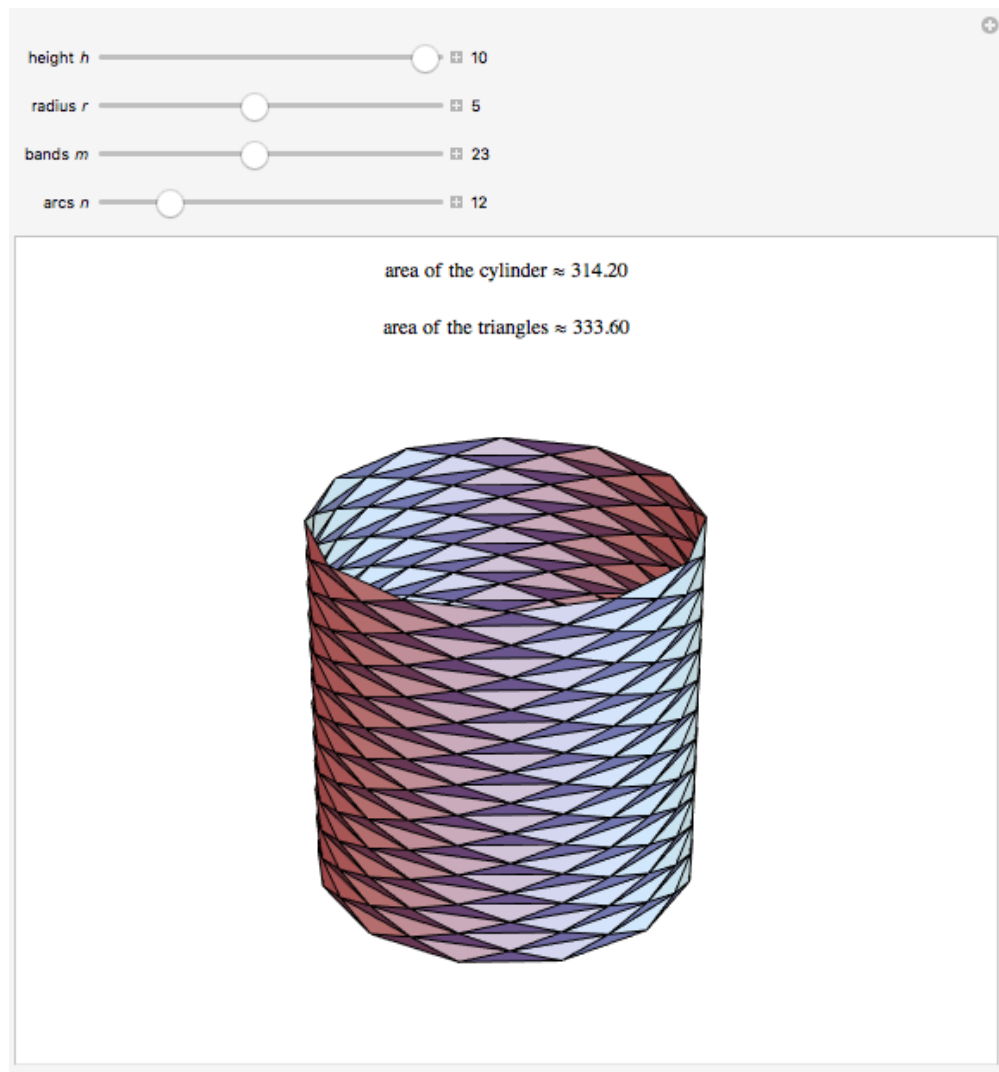 height h 10
radius r 5
bands m 23
arcs n 12
area of the cylinder ≈ 314.20
area of the triangles ≈ 333.60